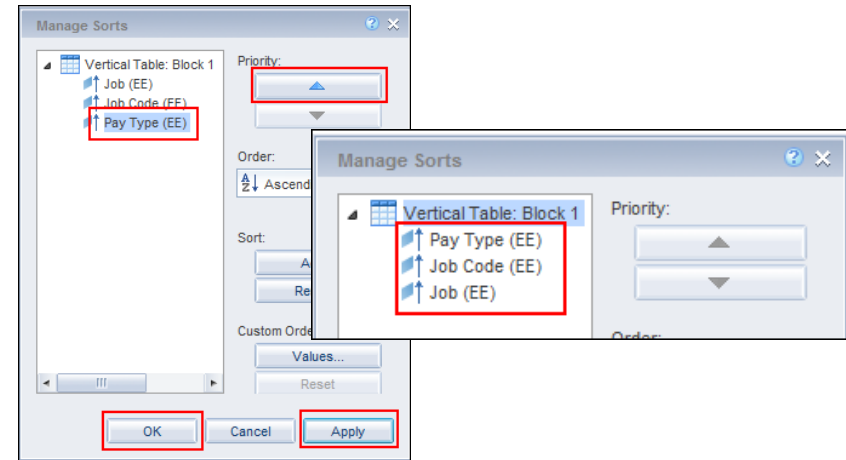 Manage Sorts
Vertical Table: Block 1
Job (EE)
Job Code (EE)
Pay Type (EE)
Priority:
Order:
A
Z
Ascend
Sort:
A
Re
Custom Orde
Values...
Reset
OK
Cancel
Apply
Manage Sorts
Vertical Table: Block 1
Pay Type (EE)
Job Code (EE)
Job (EE)
Priority:
Order: